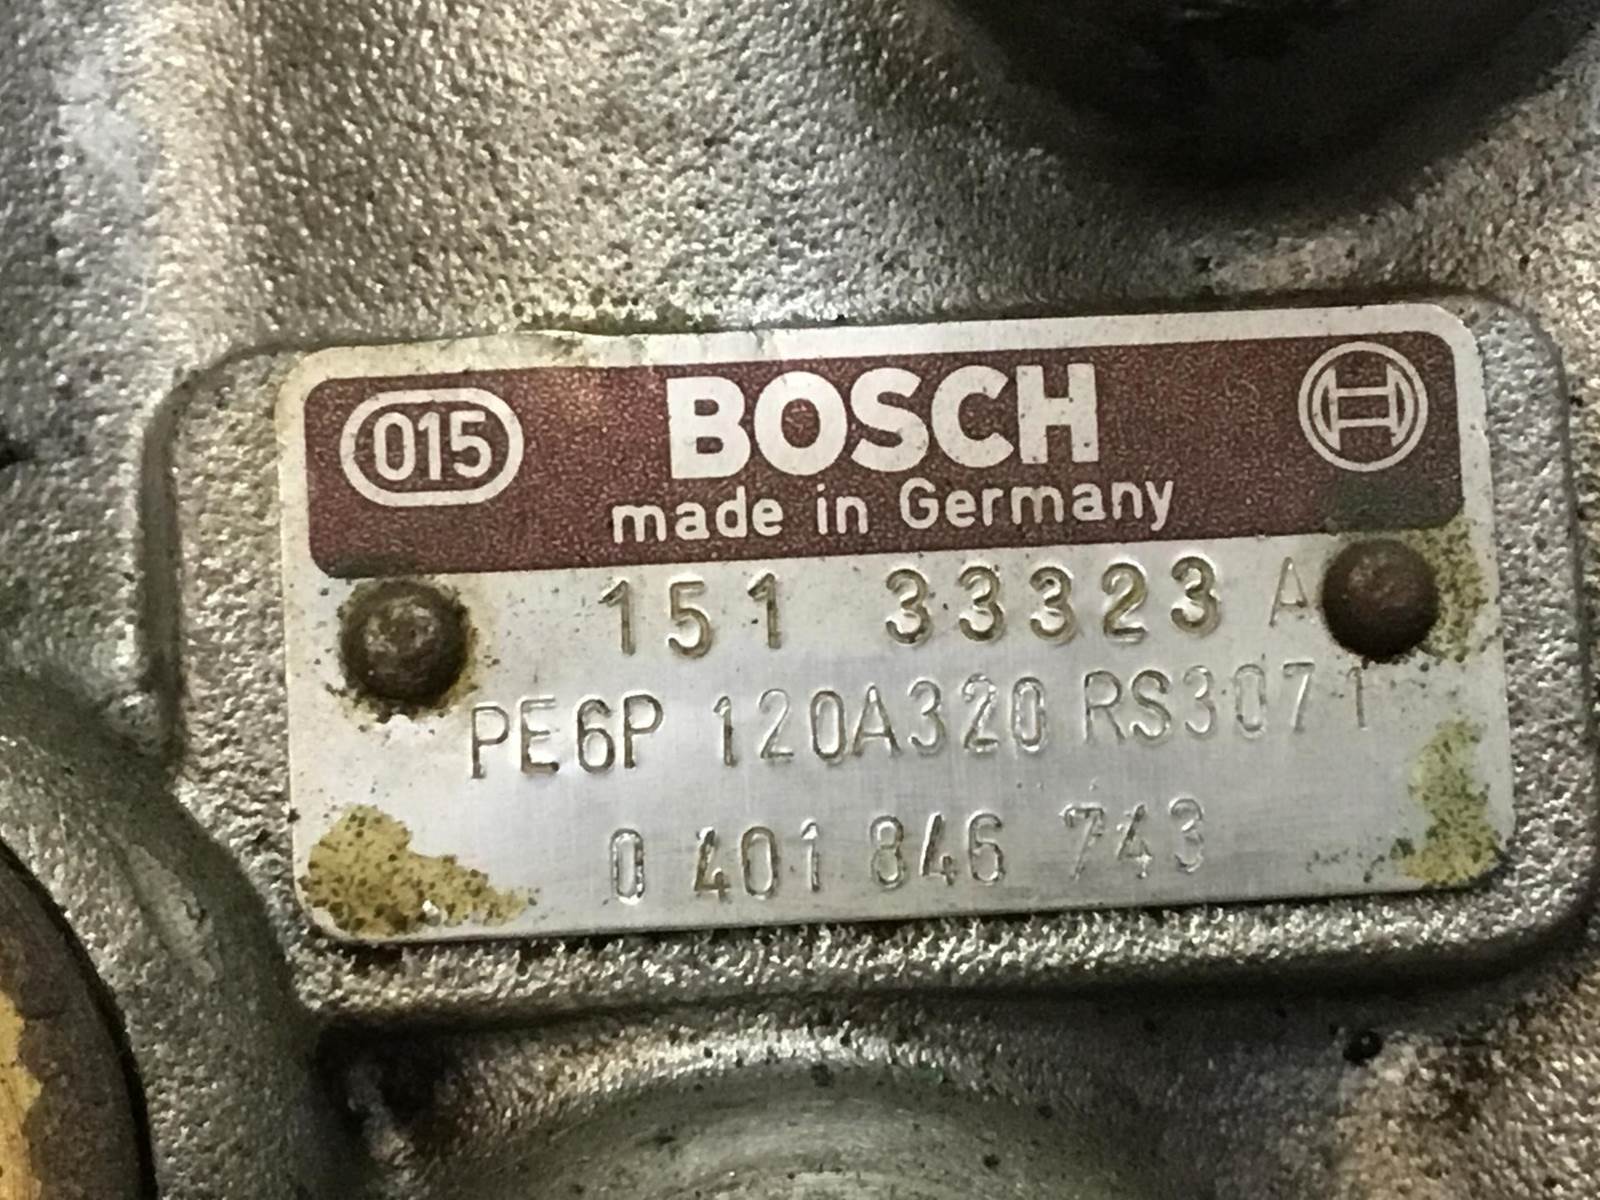 015 BOSCH
made in Germany
151 33323 A
PE6P 120A320 RS3071
0 401 846 743